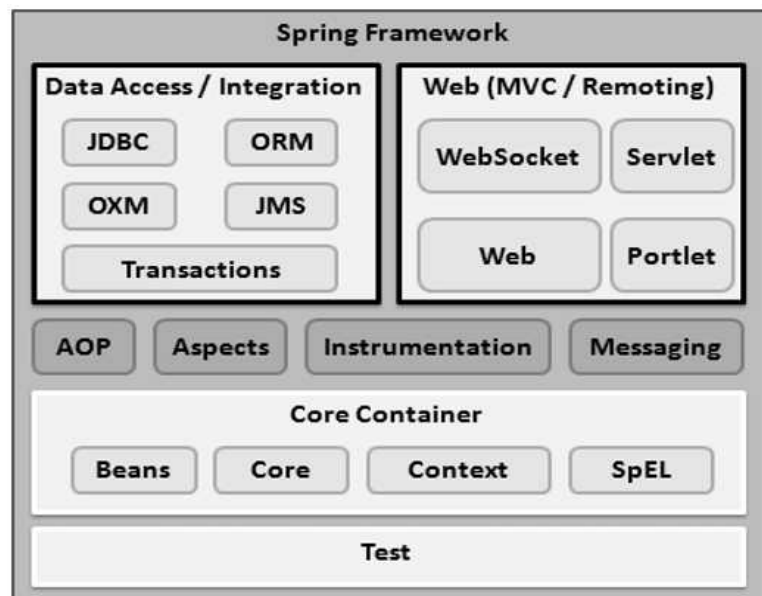 Spring Framework
Data Access / Integration
JDBC
ORM
OXM
JMS
Transactions
Web (MVC / Remoting)
WebSocket
Servlet
Web
Portlet
AOP
Aspects
Instrumentation
Messaging
Core Container
Beans
Core
Context
SpEL
Test